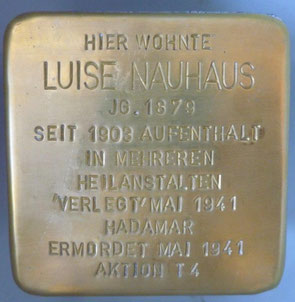 HIER WOHNTE
LUISE NAUHAUS
JG. 1879
SEIT 1908 AUFENTHALT
IN MEHREREN
HEILANSTALTEN
'VERLEGT' MAI 1941
HADAMAR
ERMORDET MAI 1941
AKTION T4